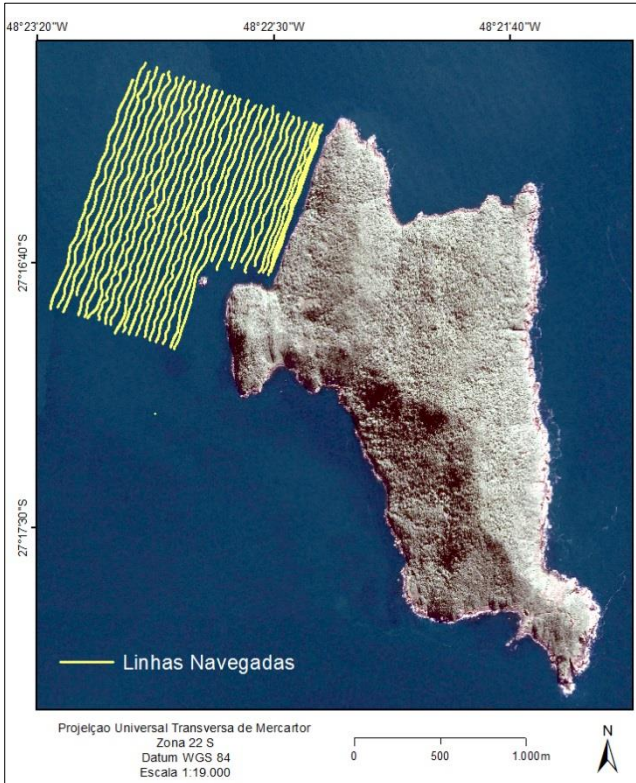 48°23'20"W
48°22'30"W
48°21'40"W
27°16'40"S
27°17'30"S
Linhas Navegadas
Projelçao Universal Transversa de Mercartor
Zona 22 S
Datum WGS 84
Escala 1:19.000
0 500 1.000m
N